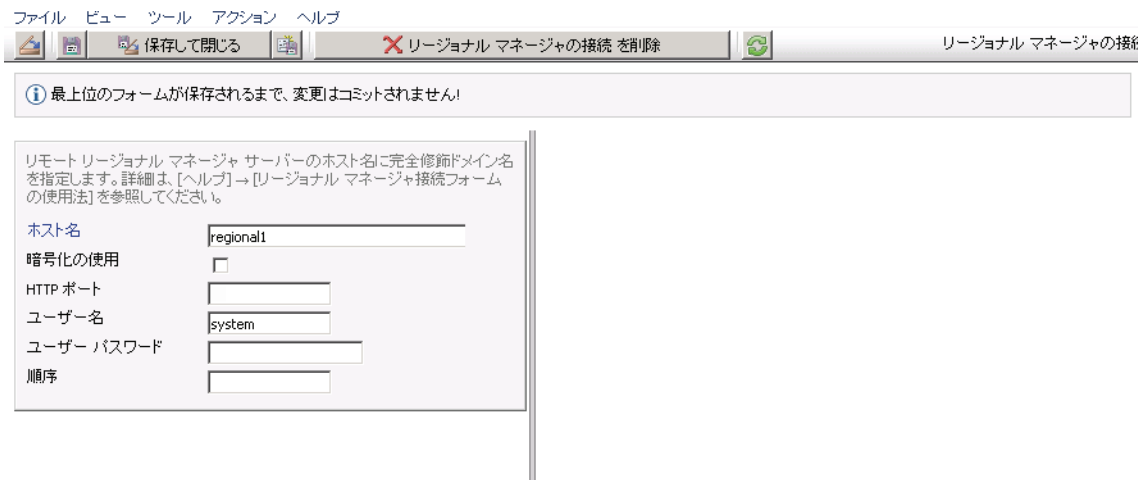 ファイル ビュー ツール アクション ヘルプ
保存して閉じる リージョナル マネージャの接続 を削除 リージョナル マネージャの接続
最上位のフォームが保存されるまで、変更はコミットされません!
リモート リージョナル マネージャ サーバーのホスト名に完全修飾ドメイン名
を指定します。詳細は、[ヘルプ]→[リージョナル マネージャ接続フォーム
の使用法] を参照してください。
ホスト名 regional1
暗号化の使用
HTTP ポート
ユーザー名 system
ユーザー パスワード
順序